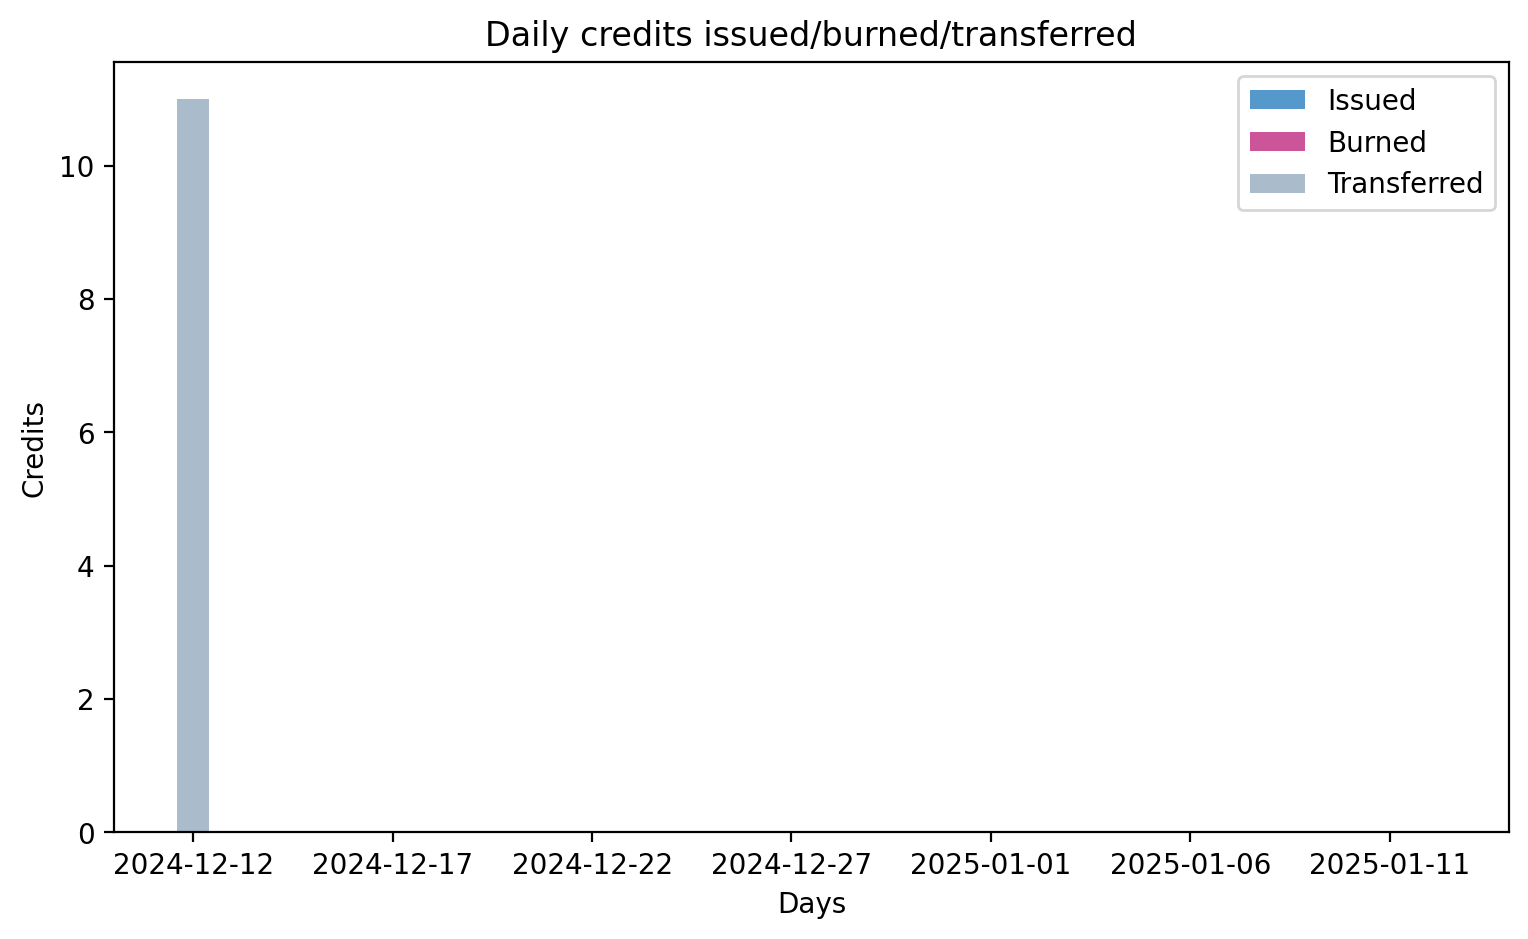 Daily credits issued/burned/transferred
Issued
Burned
Transferred
10
8
6
4
2
0
Credits
2024-12-12 2024-12-17 2024-12-22 2024-12-27 2025-01-01 2025-01-06 2025-01-11
Days